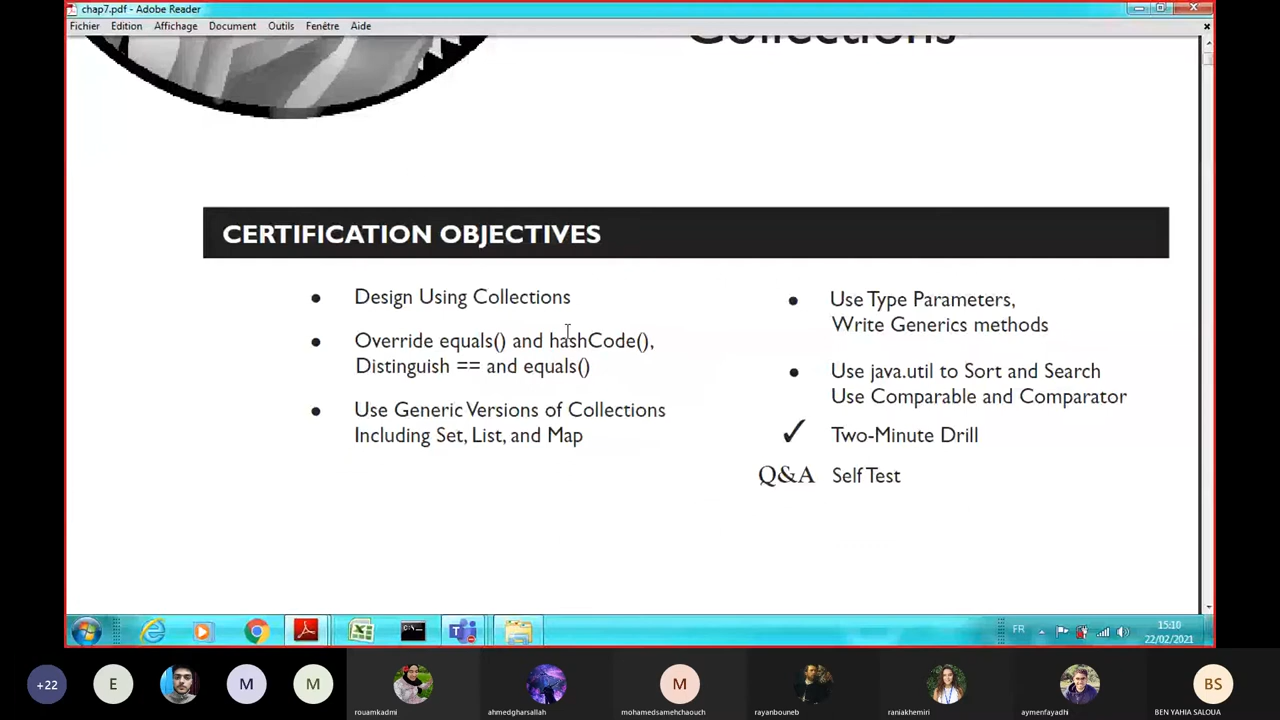 chap7.pdf - Adobe Reader
Fichier Edition Affichage Document Outils Fenêtre Aide
Collections
CERTIFICATION OBJECTIVES
● Design Using Collections
● Override equals() and hashCode(),
Distinguish == and equals()
● Use Generic Versions of Collections
Including Set, List, and Map
● Use Type Parameters,
Write Generics methods
● Use java.util to Sort and Search
Use Comparable and Comparator
✓ Two-Minute Drill
Q&A Self Test
FR
15:10
22/02/2021
+22
E
M
M
M
BS
rouamkadmi
ahmedgharsallah
mohamedsamehchaouch
rayanbouneb
raniakhemiri
aymenfayadhi
BEN YAHIA SALOUA